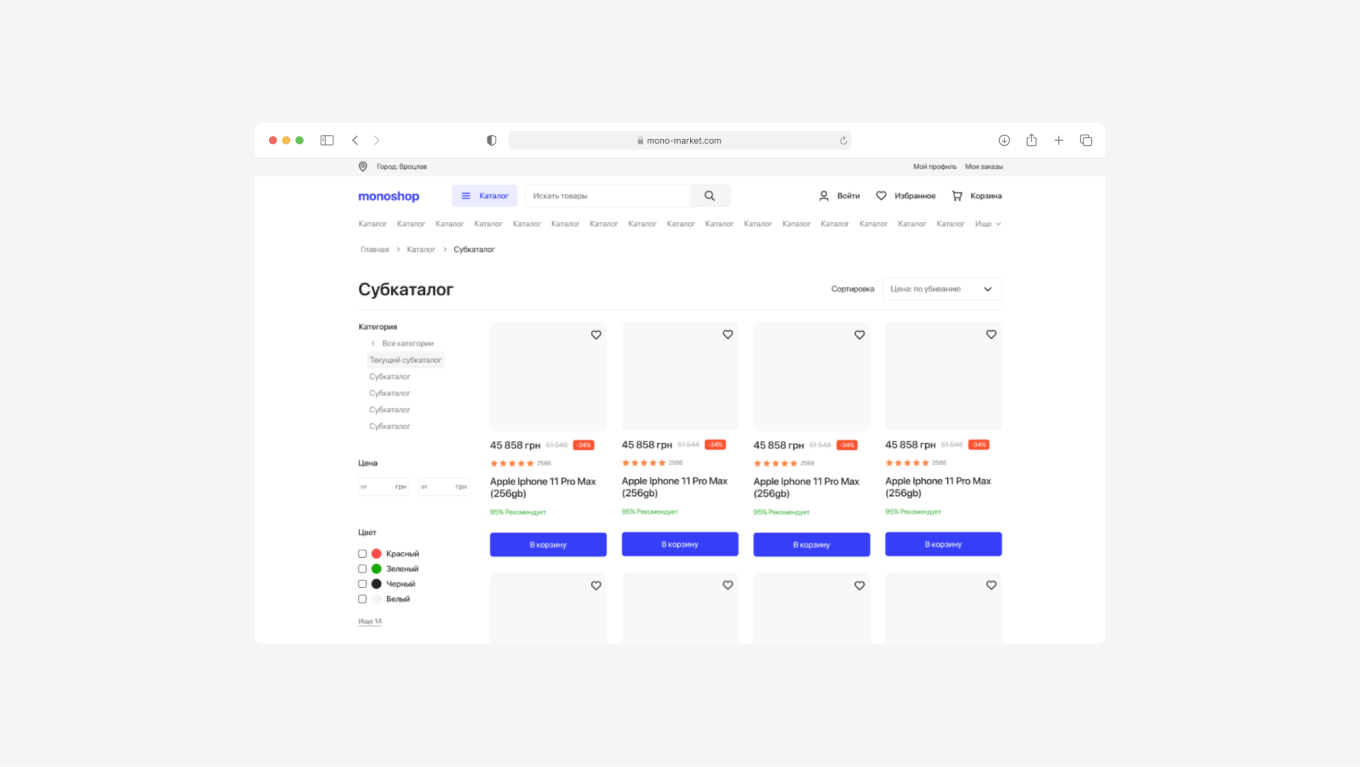 mono-market.com
Город: Вроцлав
Мой профиль Мои заказы
monoshop Каталог Искать товары Войти Избранное Корзина
Каталог Каталог Каталог Каталог Каталог Каталог Каталог Каталог Каталог Каталог Каталог Каталог Каталог Каталог Каталог Каталог Ище
Главная Каталог Субкаталог
Субкаталог
Сортировка Цена: по убиванию
Категория
Все категории
Текущий субкаталог
Субкаталог
Субкаталог
Субкаталог
Субкаталог
Цена
от грн от грн
Цвет
Красный
Зеленый
Черный
Белый
Ище 14
45 858 грн 51 548 -34%
2586
Apple Iphone 11 Pro Max
(256gb)
95% Рекомендует
В корзину
45 858 грн 51 548 -34%
2586
Apple Iphone 11 Pro Max
(256gb)
95% Рекомендует
В корзину
45 858 грн 51 548 -34%
2586
Apple Iphone 11 Pro Max
(256gb)
95% Рекомендует
В корзину
45 858 грн 51 548 -34%
2586
Apple Iphone 11 Pro Max
(256gb)
95% Рекомендует
В корзину